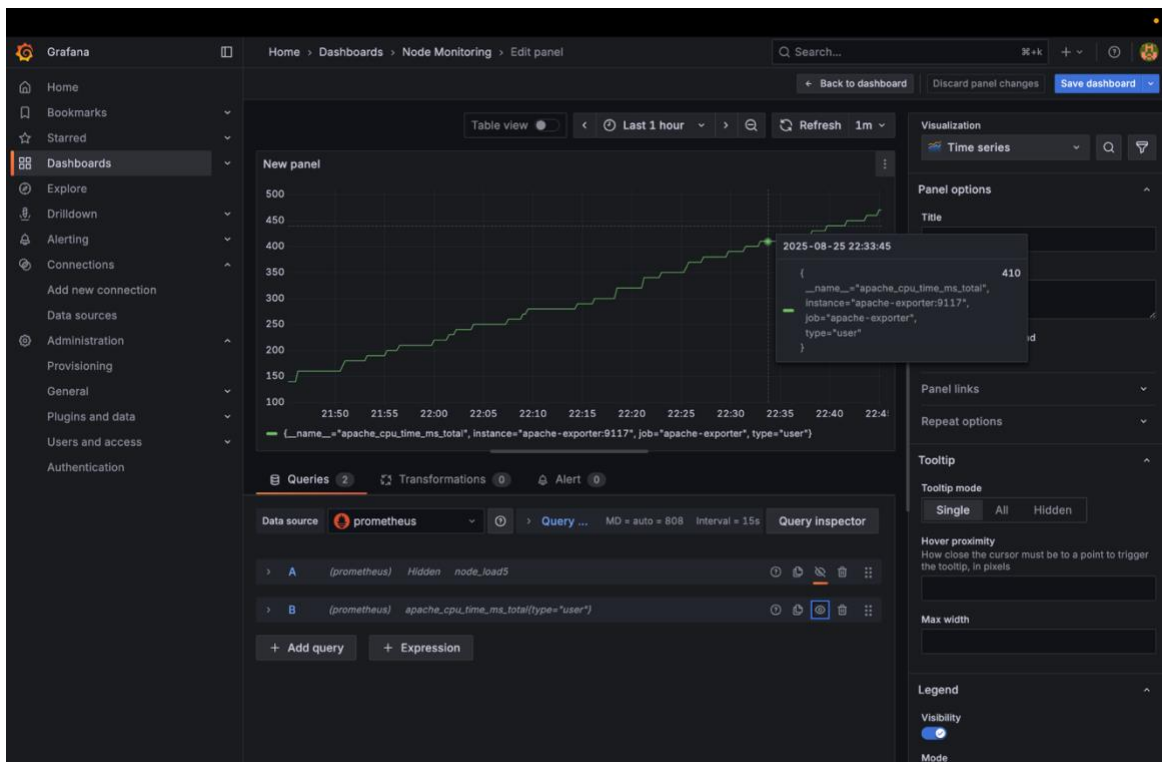 Grafana
Home › Dashboards › Node Monitoring › Edit panel
Search...
⌘+k
← Back to dashboard
Discard panel changes
Save dashboard
Home
Bookmarks
Starred
Dashboards
Explore
Drilldown
Alerting
Connections
Add new connection
Data sources
Administration
Provisioning
General
Plugins and data
Users and access
Authentication
Table view
Last 1 hour
Refresh 1m
New panel
500
450
400
350
300
250
200
150
100
21:50 21:55 22:00 22:05 22:10 22:15 22:20 22:25 22:30 22:35 22:40 22:4
{__name__="apache_cpu_time_ms_total", instance="apache-exporter:9117", job="apache-exporter", type="user"}
2025-08-25 22:33:45
{ 410
__name__="apache_cpu_time_ms_total",
instance="apache-exporter:9117",
job="apache-exporter",
type="user"
}
Queries 2 Transformations 0 Alert 0
Data source prometheus › Query ... MD = auto = 808 Interval = 15s Query inspector
A (prometheus) Hidden node_load5
B (prometheus) apache_cpu_time_ms_total{type="user"}
+ Add query + Expression
Visualization
Time series
Panel options
Title
Panel links
Repeat options
Tooltip
Tooltip mode
Single All Hidden
Hover proximity
How close the cursor must be to a point to trigger
the tooltip, in pixels
Max width
Legend
Visibility
Mode